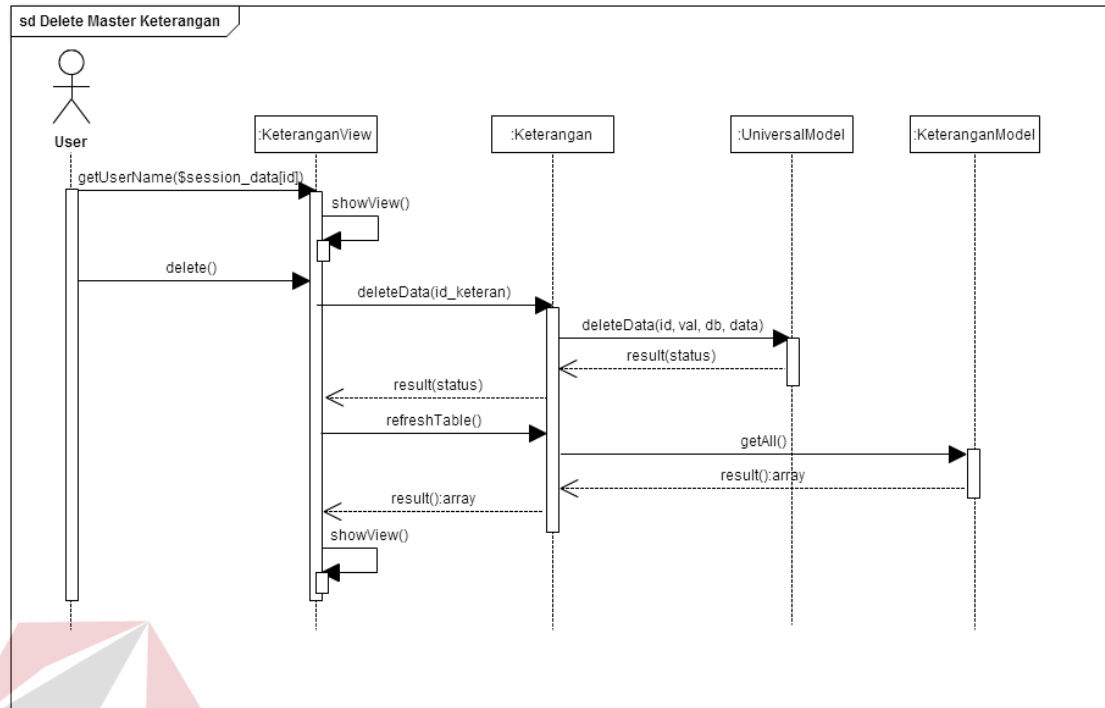 sd Delete Master Keterangan
User
:KeteranganView
:Keterangan
:UniversalModel
:KeteranganModel
getUserName($session_data[id])
showView()
delete()
deleteData(id_keteran)
deleteData(id, val, db, data)
result(status)
result(status)
refreshTable()
getAll()
result():array
result():array
showView()